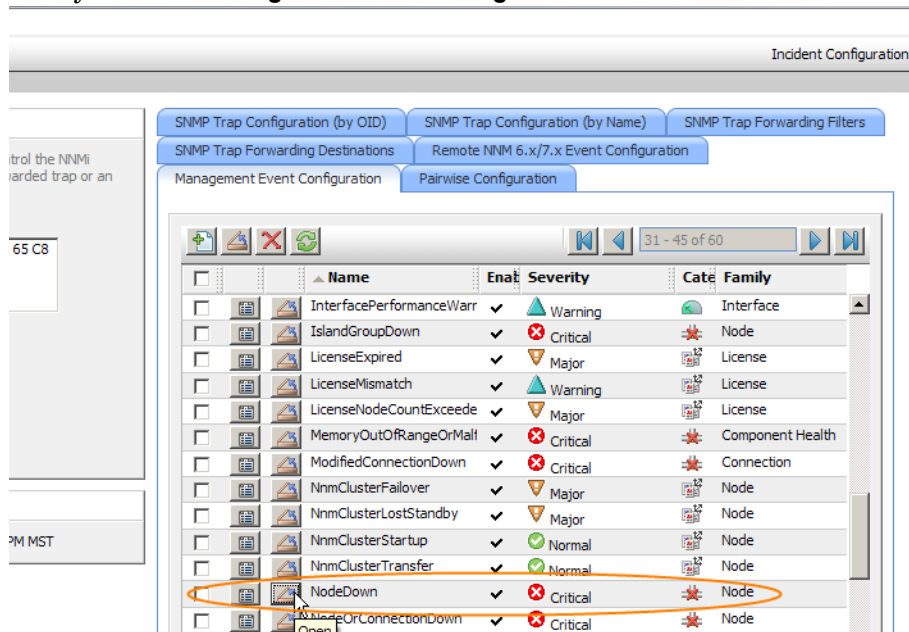 Incident Configuration
SNMP Trap Configuration (by OID) SNMP Trap Configuration (by Name) SNMP Trap Forwarding Filters
SNMP Trap Forwarding Destinations Remote NNM 6.x/7.x Event Configuration
Management Event Configuration Pairwise Configuration
trol the NNMi
varded trap or an
65 C8
PM MST
31 - 45 of 60
Name Enab Severity Cate Family
InterfacePerformanceWarr Warning Interface
IslandGroupDown Critical Node
LicenseExpired Major License
LicenseMismatch Warning License
LicenseNodeCountExceede Major License
MemoryOutOfRangeOrMalf Critical Component Health
ModifiedConnectionDown Critical Connection
NnmClusterFailover Major Node
NnmClusterLostStandby Major Node
NnmClusterStartup Normal Node
NnmClusterTransfer Normal Node
NodeDown Critical Node
NodeOrConnectionDown Critical Node
Open